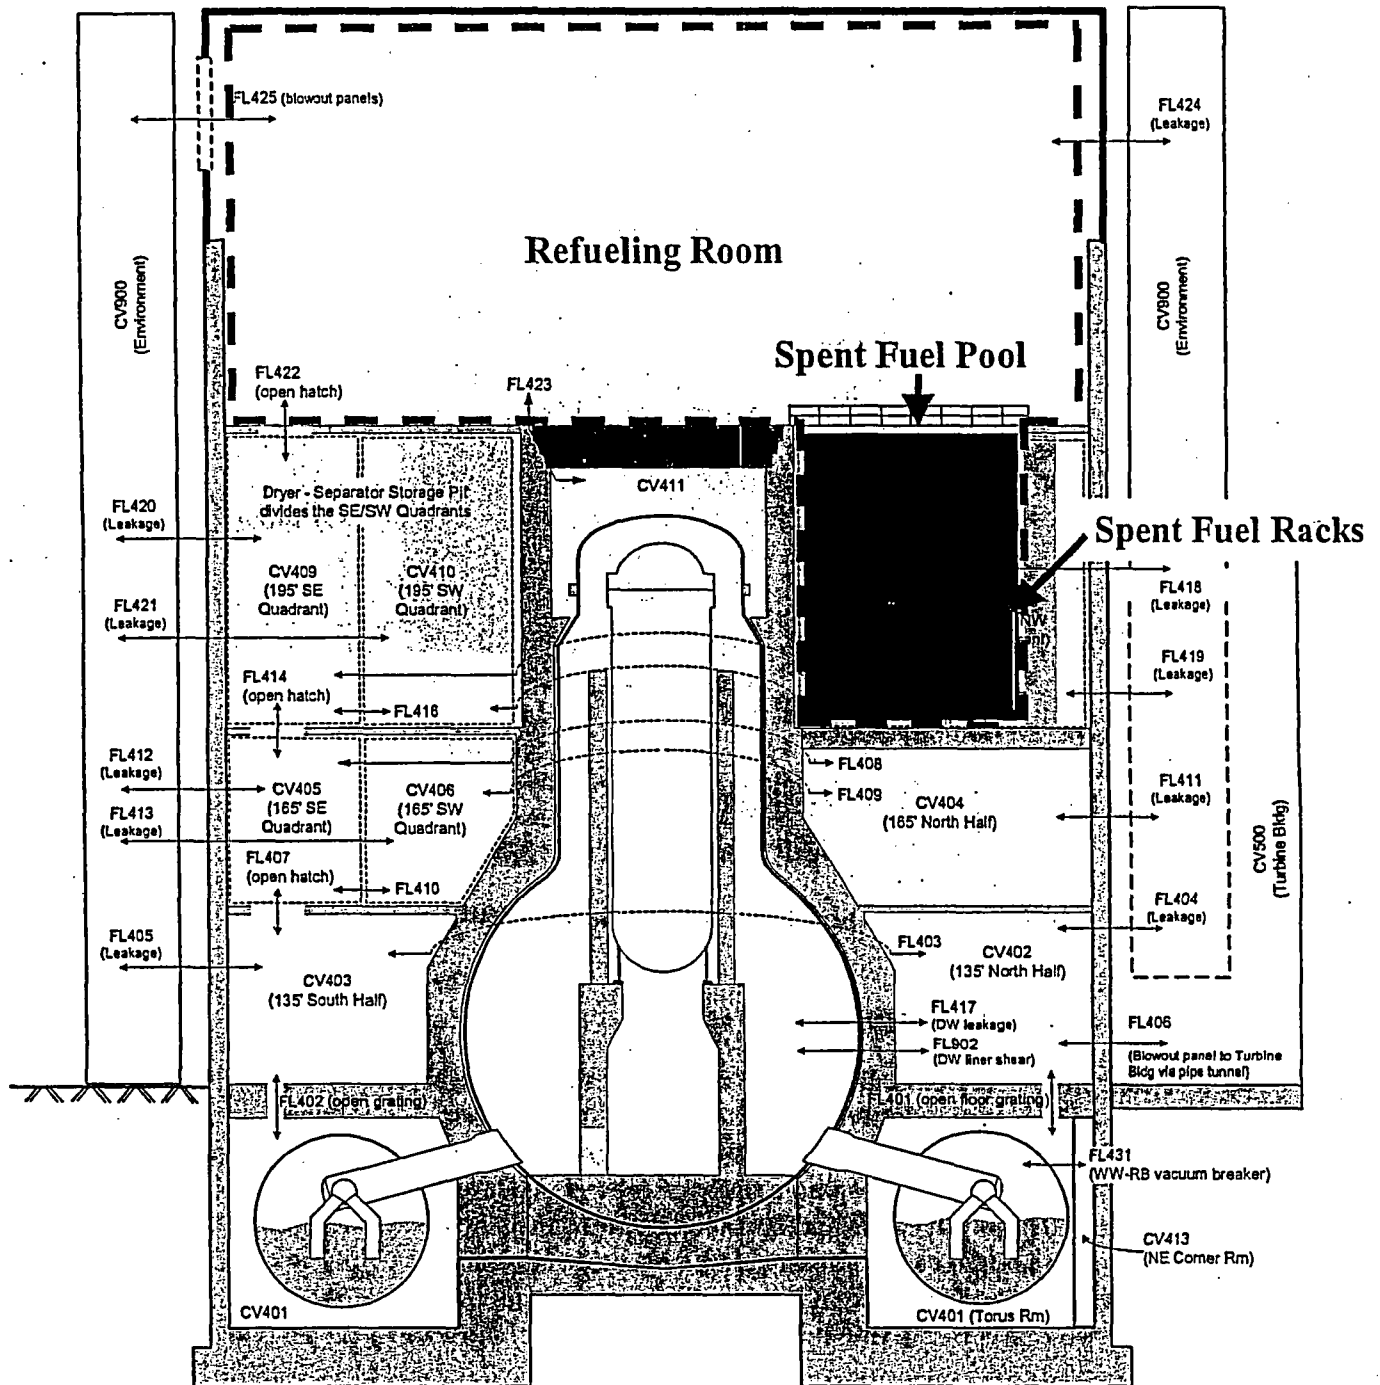 FL425 (blowout panels)
FL424
(Leakage)
CV900
(Environment)
CV900
(Environment)
Refueling Room
Spent Fuel Pool
FL422
(open hatch)
FL423
CV411
Dryer - Separator Storage Pit
divides the SE/SW Quadrants
FL420
(Leakage)
Spent Fuel Racks
CV409
(195' SE
Quadrant)
CV410
(195' SW
Quadrant)
FL418
(Leakage)
FL421
(Leakage)
NW
FL419
(Leakage)
FL414
(open hatch)
FL416
FL412
(Leakage)
FL408
CV405
(165' SE
Quadrant)
CV406
(165' SW
Quadrant)
FL409
CV404
(165' North Half)
FL411
(Leakage)
FL413
(Leakage)
CV500
(Turbine Bldg)
FL407
(open hatch)
FL410
FL404
(Leakage)
FL405
(Leakage)
FL403
CV402
(135' North Half)
CV403
(135' South Half)
FL417
(DW leakage)
FL902
(DW liner shear)
FL406
(Blowout panel to Turbine
Bldg via pipe tunnel)
FL402 (open grating)
FL401 (open floor grating)
FL431
(WW-RB vacuum breaker)
CV413
(NE Corner Rm)
CV401
CV401 (Torus Rm)